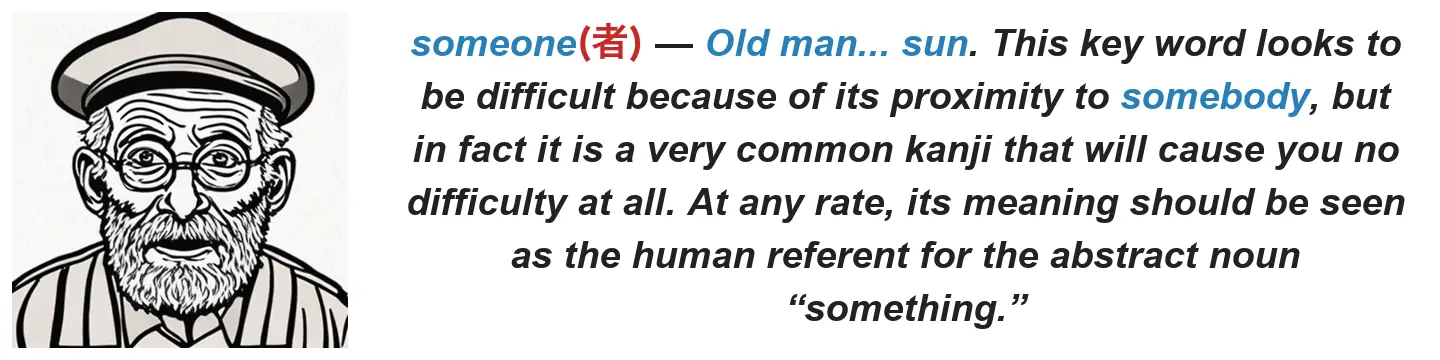 someone(者) — Old man... sun. This key word looks to
be difficult because of its proximity to somebody, but
in fact it is a very common kanji that will cause you no
difficulty at all. At any rate, its meaning should be seen
as the human referent for the abstract noun
“something.”